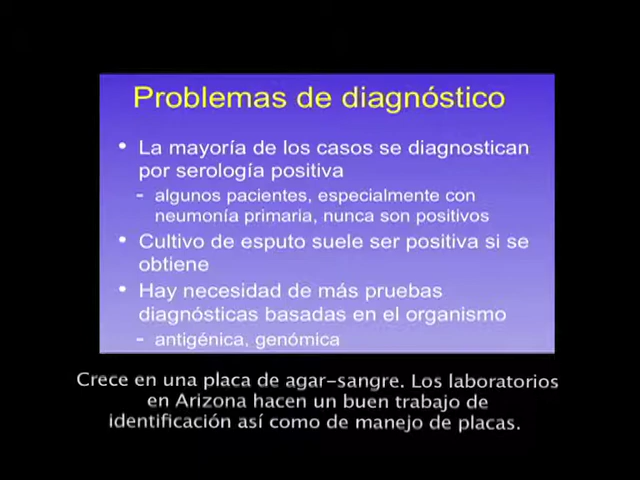 Problemas de diagnóstico
• La mayoría de los casos se diagnostican
por serología positiva
- algunos pacientes, especialmente con
neumonía primaria, nunca son positivos
• Cultivo de esputo suele ser positiva si se
obtiene
• Hay necesidad de más pruebas
diagnósticas basadas en el organismo
- antigénica, genómica
Crece en una placa de agar-sangre. Los laboratorios
en Arizona hacen un buen trabajo de
identificación así como de manejo de placas.